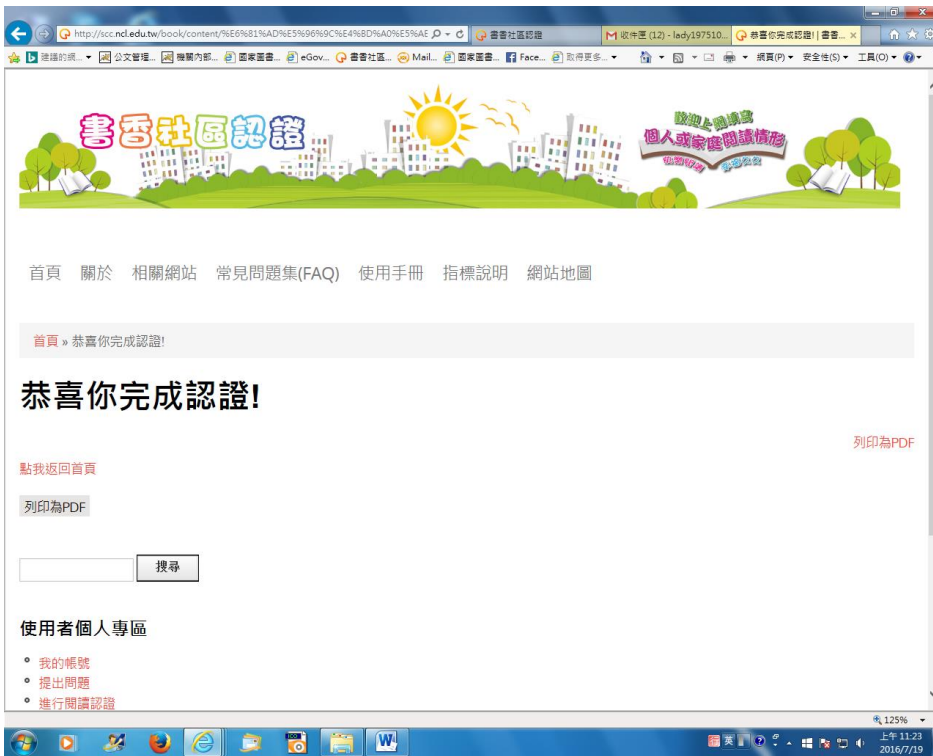 http://scc.ncl.edu.tw/book/content/%E6%81%AD%E5%96%9C%E4%BD%A0%E5%AE
書香社區認證
收件匣 (12) - lady197510...
恭喜你完成認證! | 書香...
建議的網...
公文管理...
機關內部...
國家圖書...
eGov...
書香社區...
Mail...
國家圖書...
Face...
取得更多...
網頁(P)
安全性(S)
工具(O)
書香社區認證
歡迎上網填寫
個人或家庭閱讀情形
首頁 關於 相關網站 常見問題集(FAQ) 使用手冊 指標說明 網站地圖
首頁 » 恭喜你完成認證!
恭喜你完成認證!
列印為PDF
點我返回首頁
列印為PDF
搜尋
使用者個人專區
我的帳號
提出問題
進行閱讀認證
125%
英
上午 11:23
2016/7/19